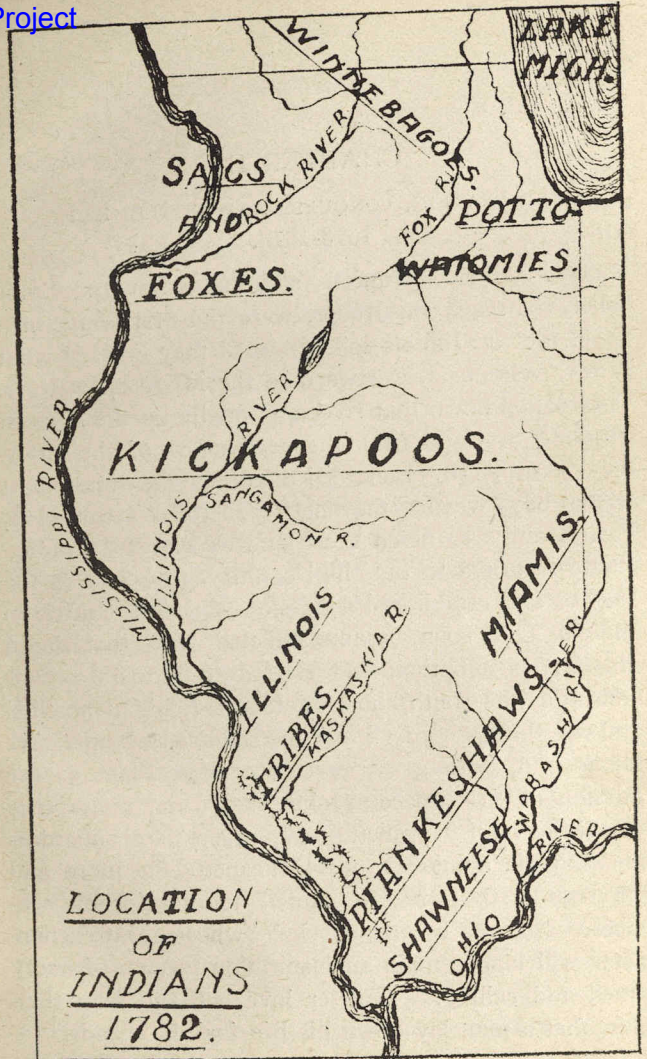 Project
LAKE
MICH.
WINNEBAGOES.
SACS
AND
FOXES.
ROCK RIVER
FOX R.
POTTO-
WATOMIES.
MISSISSIPPI RIVER.
ILLINOIS RIVER
KICKAPOOS.
SANGAMON R.
MIAMIS.
ILLINOIS
TRIBES.
KASKASKIA R.
PIANKESHAWS.
WABASH RIVER.
SHAWNEESE
OHIO RIVER
LOCATION
OF
INDIANS
1782.